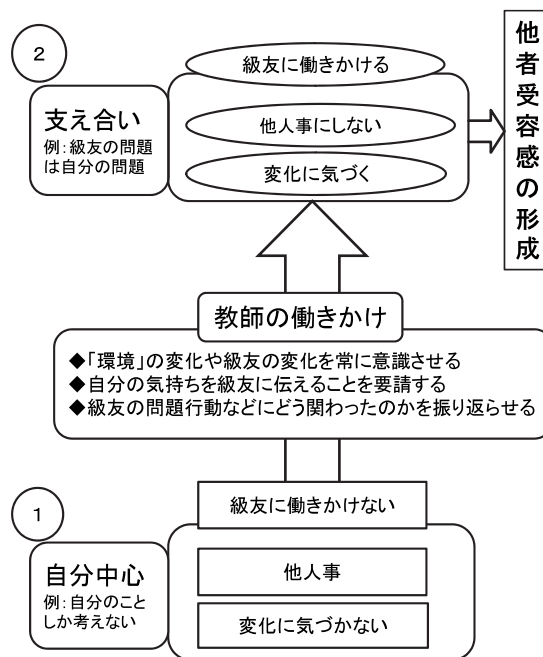 2
級友に働きかける
支え合い
例：級友の問題
は自分の問題
他人事にしない
変化に気づく
他者受容感の形成
教師の働きかけ
◆「環境」の変化や級友の変化を常に意識させる
◆自分の気持ちを級友に伝えることを要請する
◆級友の問題行動などにどう関わったのかを振り返らせる
1
級友に働きかけない
自分中心
例：自分のこと
しか考えない
他人事
変化に気づかない